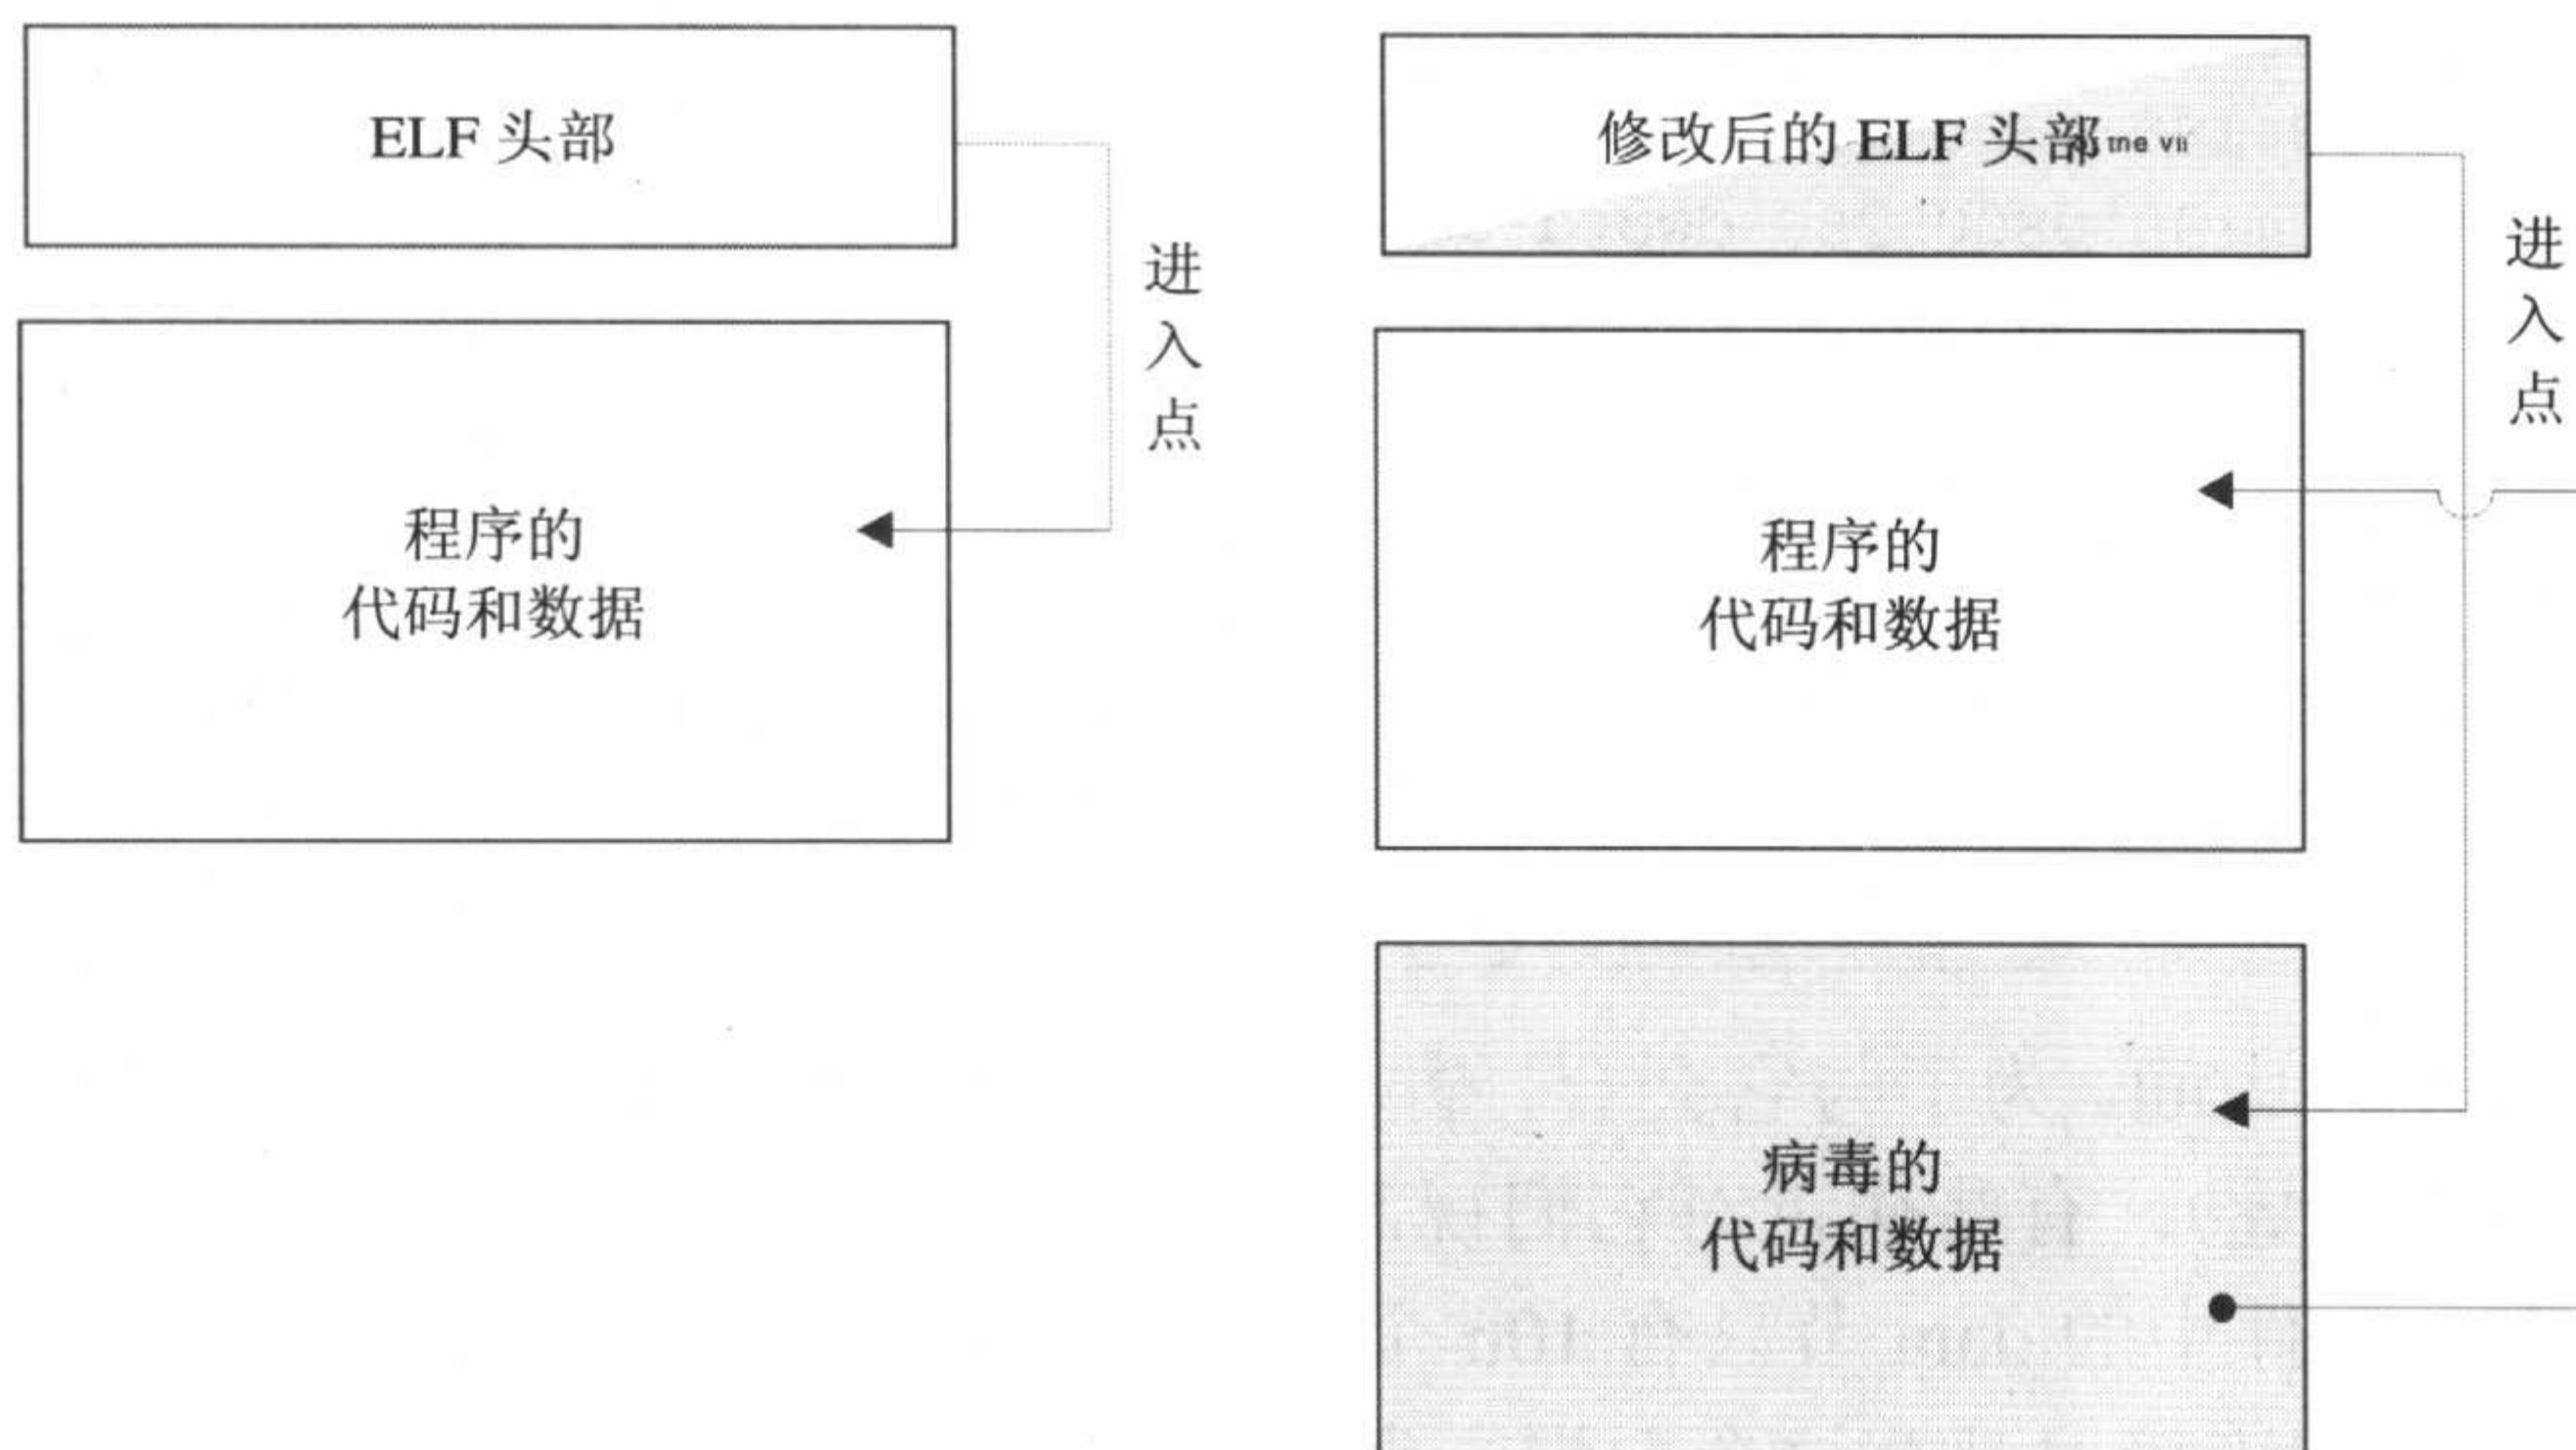 ELF 头部
进
入
点
程序的
代码和数据
修改后的 ELF 头部
进
入
点
程序的
代码和数据
病毒的
代码和数据